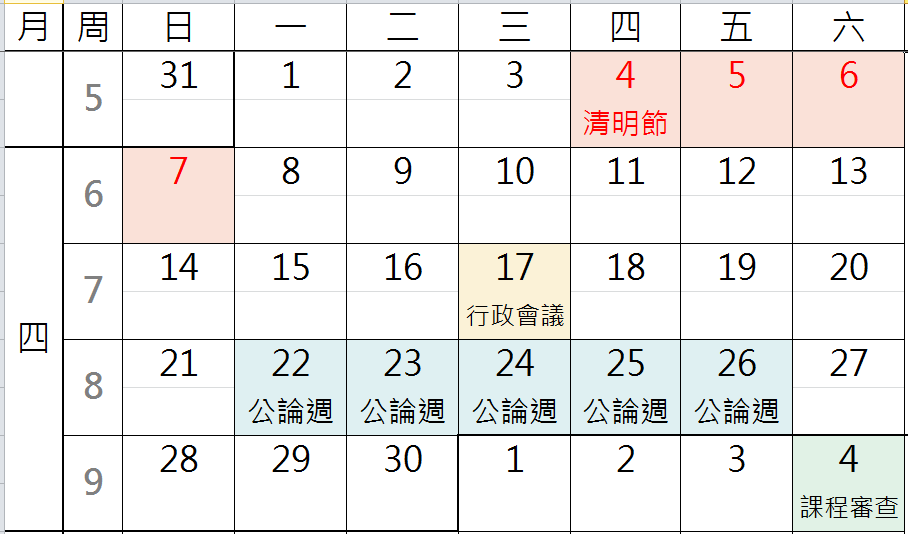 月 周 日 一 二 三 四 五 六
5 31 1 2 3 4 5 6
清明節
6 7 8 9 10 11 12 13
7 14 15 16 17 18 19 20
行政會議
四
8 21 22 23 24 25 26 27
公論週 公論週 公論週 公論週 公論週
9 28 29 30 1 2 3 4
課程審查